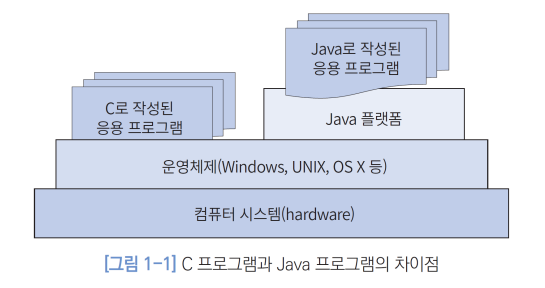 Java로 작성된
응용 프로그램
C로 작성된
응용 프로그램
Java 플랫폼
운영체제(Windows, UNIX, OS X 등)
컴퓨터 시스템(hardware)
[그림 1-1] C 프로그램과 Java 프로그램의 차이점